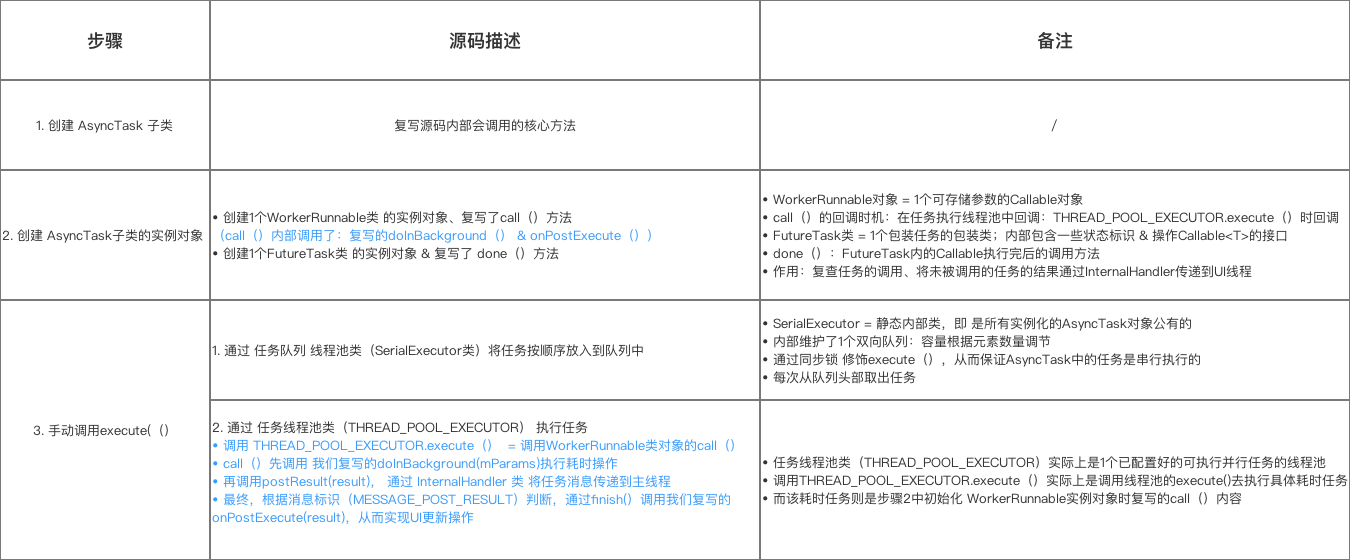 步骤
源码描述
备注
1. 创建 AsyncTask 子类
复写源码内部会调用的核心方法
/
2. 创建 AsyncTask子类的实例对象
• 创建1个WorkerRunnable类 的实例对象、复写了call（）方法
（call（）内部调用了：复写的doInBackground（） & onPostExecute（））
• 创建1个FutureTask类 的实例对象 & 复写了 done（）方法
• WorkerRunnable对象 = 1个可存储参数的Callable对象
• call（）的回调时机：在任务执行线程池中回调：THREAD_POOL_EXECUTOR.execute（）时回调
• FutureTask类 = 1个包装任务的包装类；内部包含一些状态标识 & 操作Callable<T>的接口
• done（）：FutureTask内的Callable执行完后的调用方法
• 作用：复查任务的调用、将未被调用的任务的结果通过InternalHandler传递到UI线程
3. 手动调用execute(（）
1. 通过 任务队列 线程池类（SerialExecutor类）将任务按顺序放入到队列中
• SerialExecutor = 静态内部类，即 是所有实例化的AsyncTask对象公有的
• 内部维护了1个双向队列：容量根据元素数量调节
• 通过同步锁 修饰execute（），从而保证AsyncTask中的任务是串行执行的
• 每次从队列头部取出任务
2. 通过 任务线程池类（THREAD_POOL_EXECUTOR） 执行任务
• 调用 THREAD_POOL_EXECUTOR.execute（） = 调用WorkerRunnable类对象的call（）
• call（）先调用 我们复写的doInBackground(mParams)执行耗时操作
• 再调用postResult(result)， 通过 InternalHandler 类 将任务消息传递到主线程
• 最终，根据消息标识（MESSAGE_POST_RESULT）判断，通过finish(）调用我们复写的
onPostExecute(result)，从而实现UI更新操作
• 任务线程池类（THREAD_POOL_EXECUTOR）实际上是1个已配置好的可执行并行任务的线程池
• 调用THREAD_POOL_EXECUTOR.execute（）实际上是调用线程池的execute()去执行具体耗时任务
• 而该耗时任务则是步骤2中初始化 WorkerRunnable实例对象时复写的call（）内容